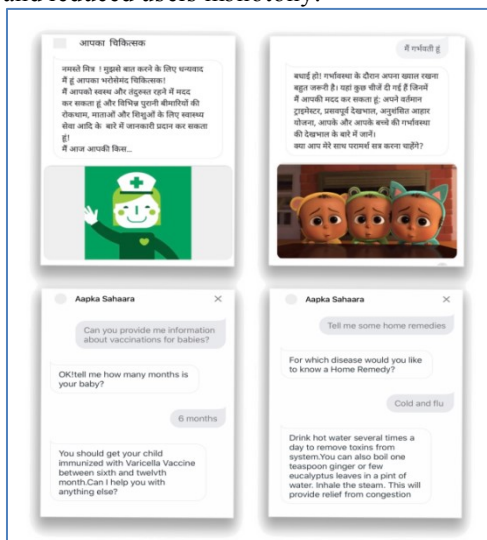 and reduced users monotony.
आपका चिकित्सक
नमस्ते मित्र ! मुझसे बात करने के लिए धन्यवाद
मैं हूं आपका भरोसेमंद चिकित्सक!
मैं आपको स्वस्थ और तंदुरुस्त रहने में मदद
कर सकता हूं और विभिन्न पुरानी बीमारियों की
रोकथाम, माताओं और शिशुओं के लिए स्वास्थ्य
सेवा आदि के बारे में जानकारी प्रदान कर सकता
हूं!
मैं आज आपकी किस...
मैं गर्भवती हूं
बधाई हो! गर्भावस्था के दौरान अपना ख्याल रखना
बहुत जरूरी है। यहां कुछ चीजें दी गई हैं जिनमें
मैं आपकी मदद कर सकता हूं: अपने वर्तमान
ट्राइमेस्टर, प्रसवपूर्व देखभाल, अनुशंसित आहार
योजना, आपके और आपके बच्चे की गर्भावस्था
की देखभाल के बारे में जानें।
क्या आप मेरे साथ परामर्श सत्र करना चाहेंगे?
Aapka Sahaara
Can you provide me information
about vaccinations for babies?
OK!tell me how many months is
your baby?
6 months
You should get your child
immunized with Varicella Vaccine
between sixth and twelvth
month.Can I help you with
anything else?
Aapka Sahaara
Tell me some home remedies
For which disease would you like
to know a Home Remedy?
Cold and flu
Drink hot water several times a
day to remove toxins from
system.You can also boil one
teaspoon ginger or few
eucalyptus leaves in a pint of
water. Inhale the steam. This will
provide relief from congestion